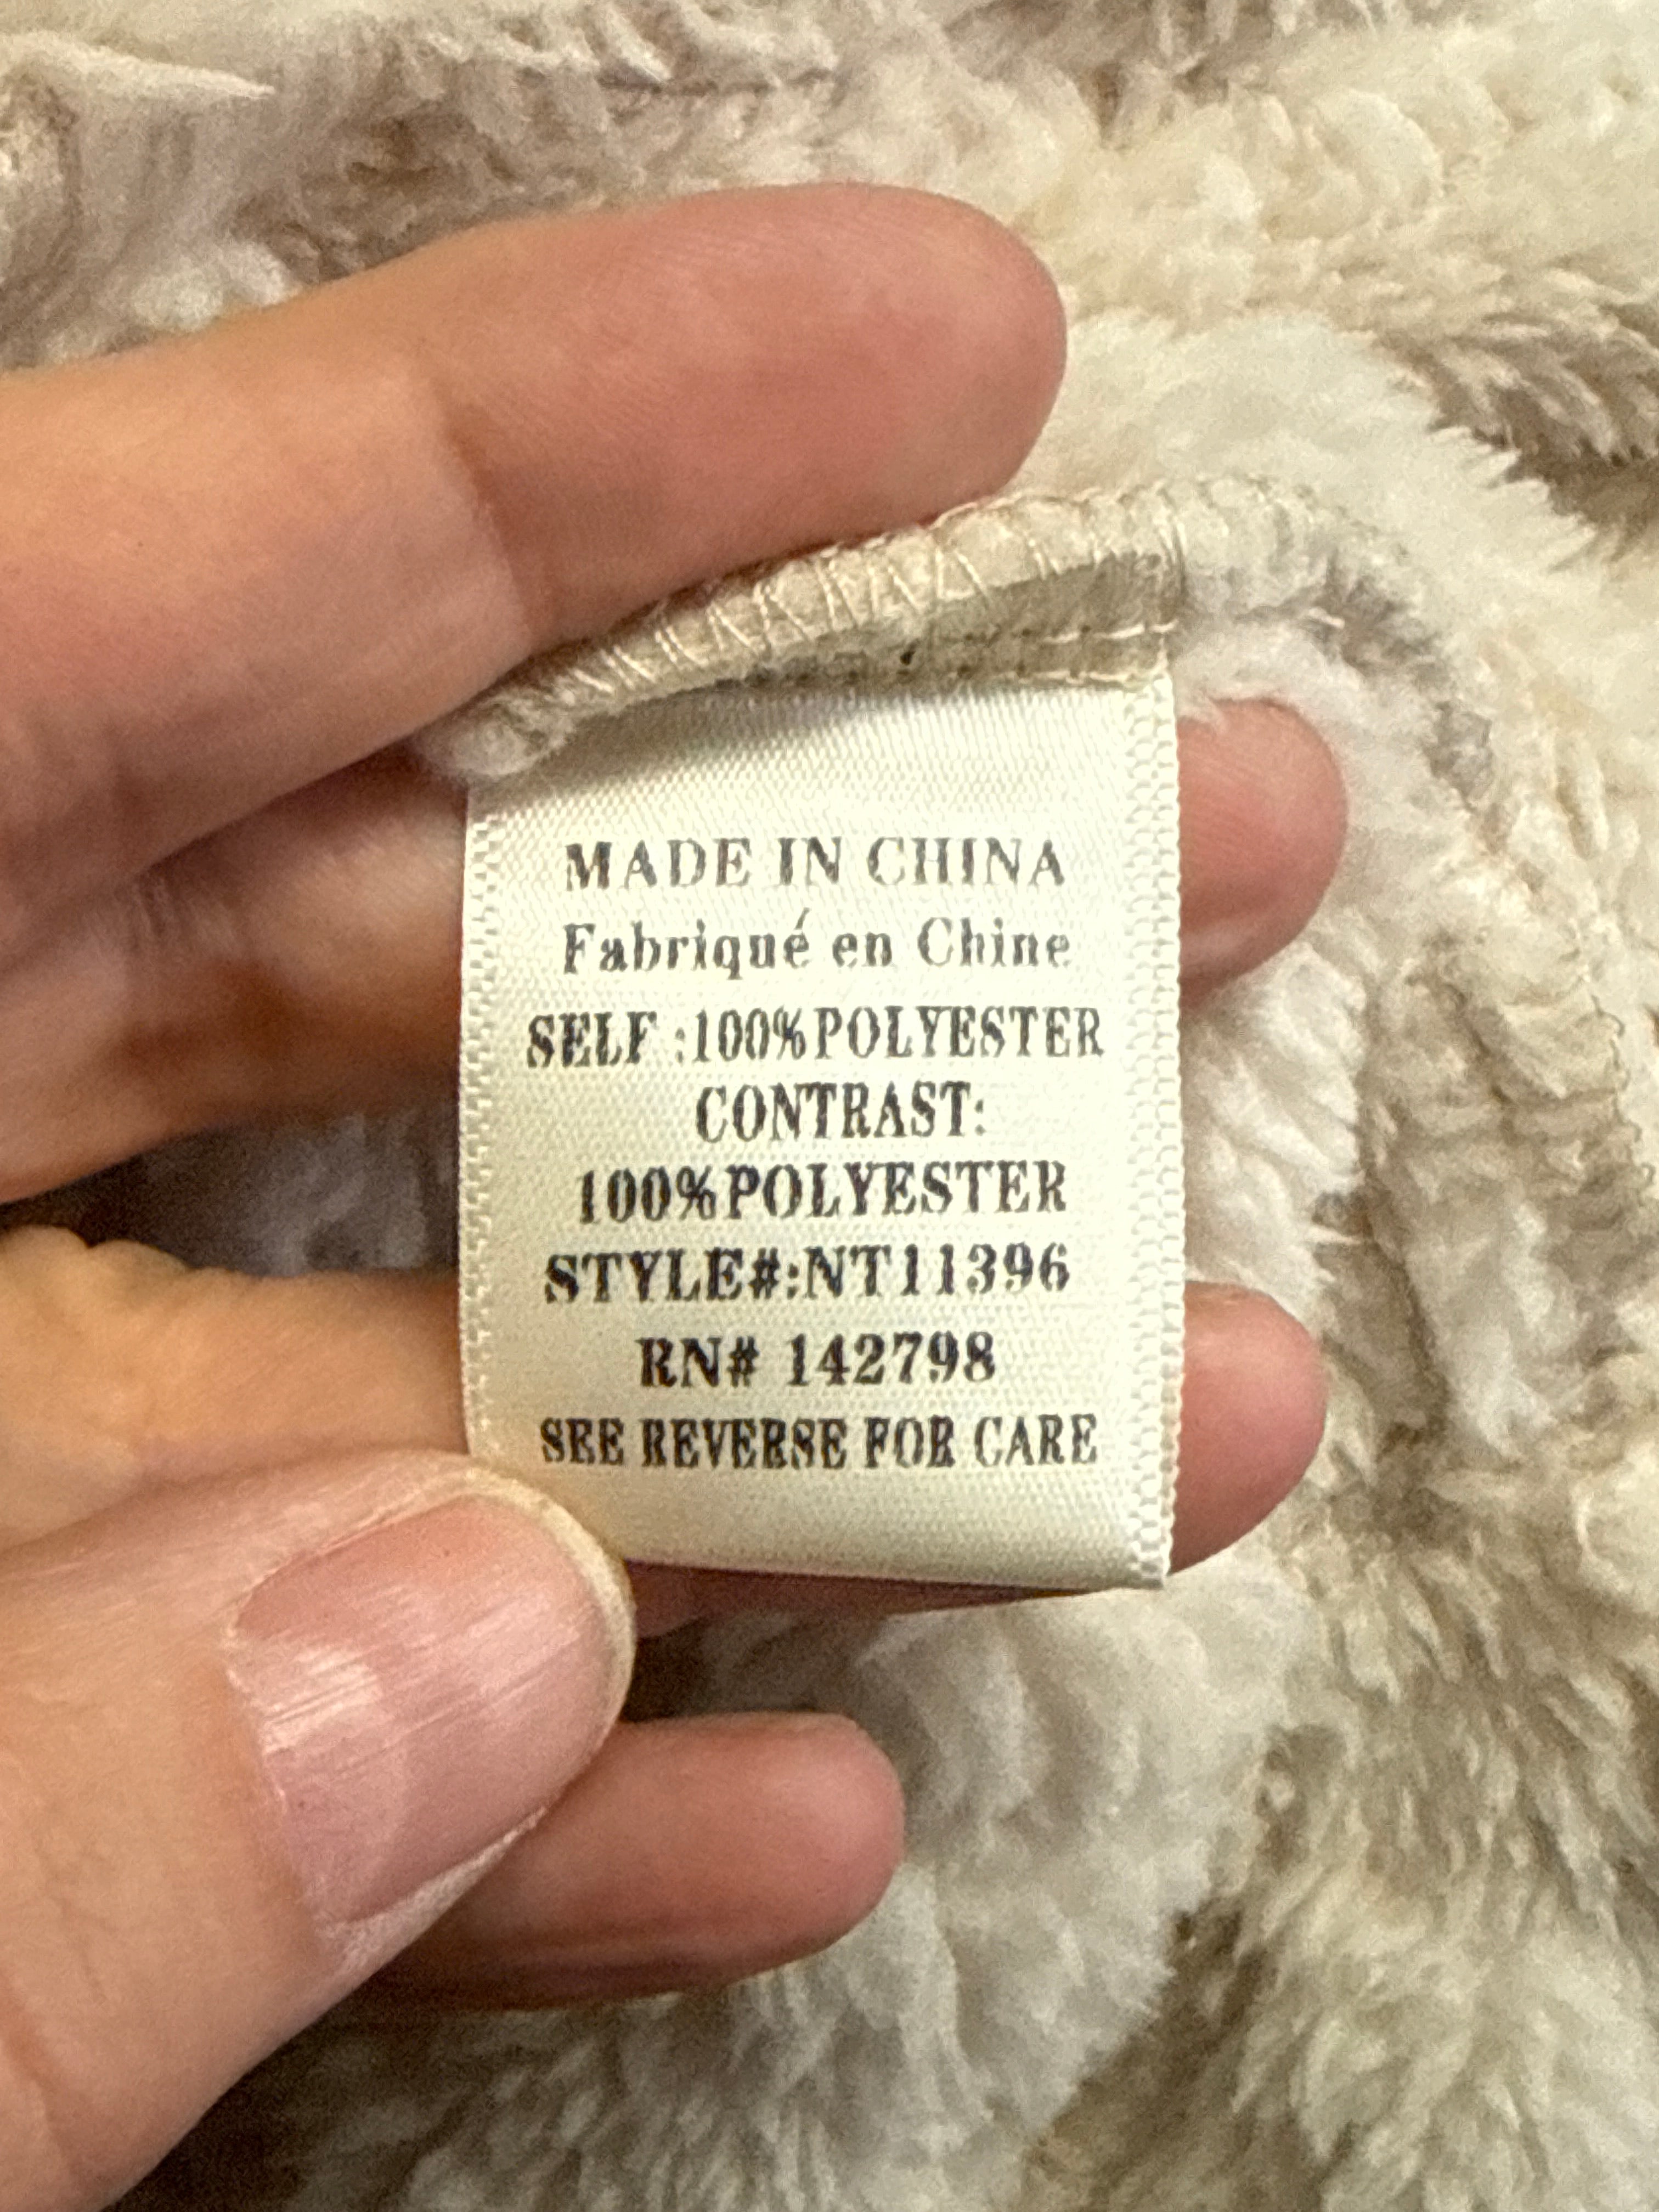 MADE IN CHINA
Fabriqué en Chine
SELF :100%POLYESTER
CONTRAST:
100%POLYESTER
STYLE#:NT11396
RN# 142798
SEE REVERSE FOR CARE